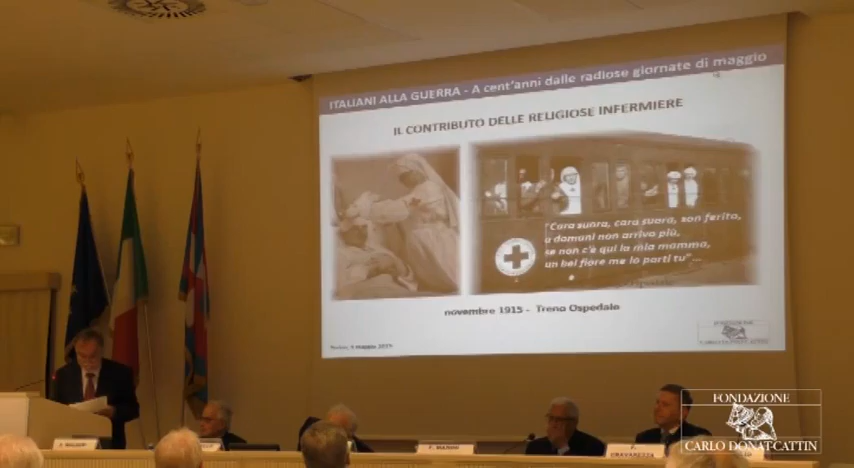 ITALIANI ALLA GUERRA - A cent'anni dalle radiose giornate di maggio
IL CONTRIBUTO DELLE RELIGIOSE INFERMIERE
"Cara suora, cara suora, son ferito,
a domani non arrivo più,
se non c'è qui la mia mamma,
un bel fiore me lo porti tu"...
novembre 1915 - Treno Ospedale
FONDAZIONE
CARLO DONAT-CATTIN